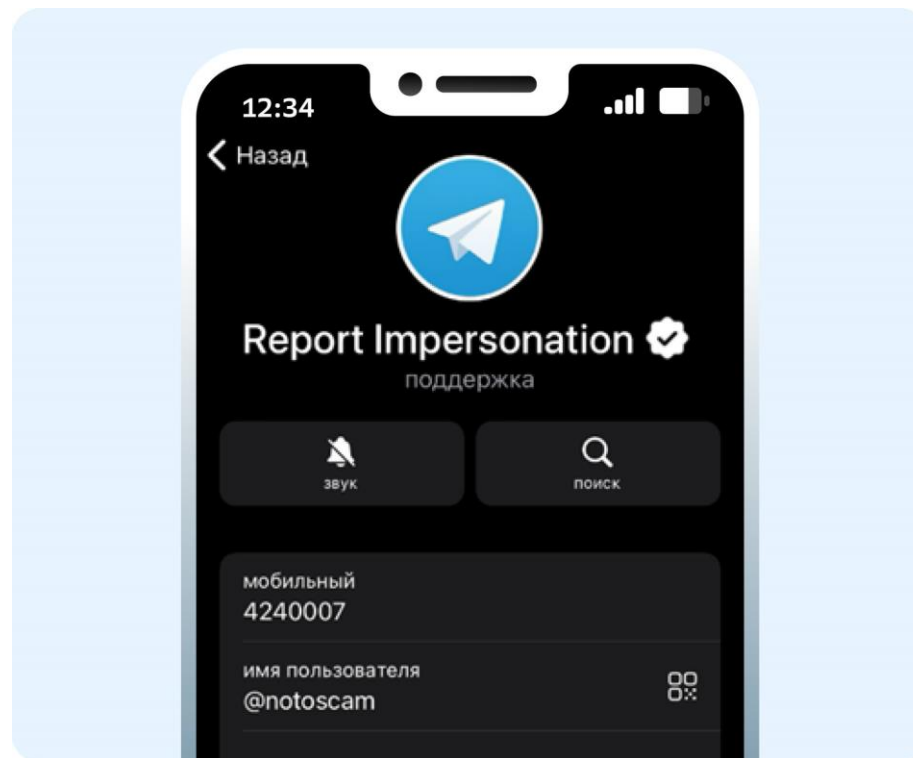 12:34
Назад
Report Impersonation
поддержка
звук
поиск
мобильный
4240007
имя пользователя
@notoscam